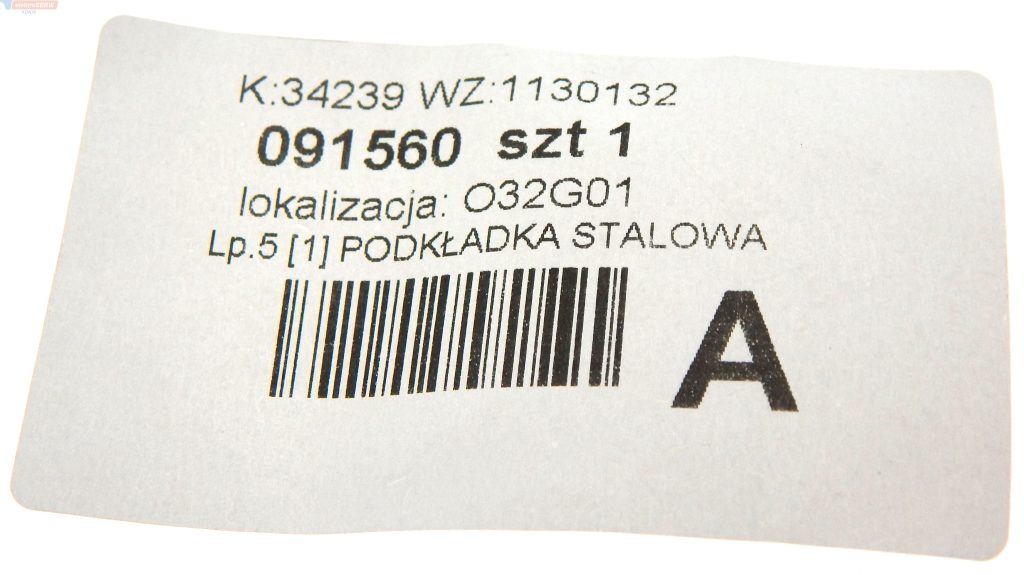 K:34239 WZ:1130132
091560 szt 1
lokalizacja: O32G01
Lp.5 [1] PODKŁADKA STALOWA
A